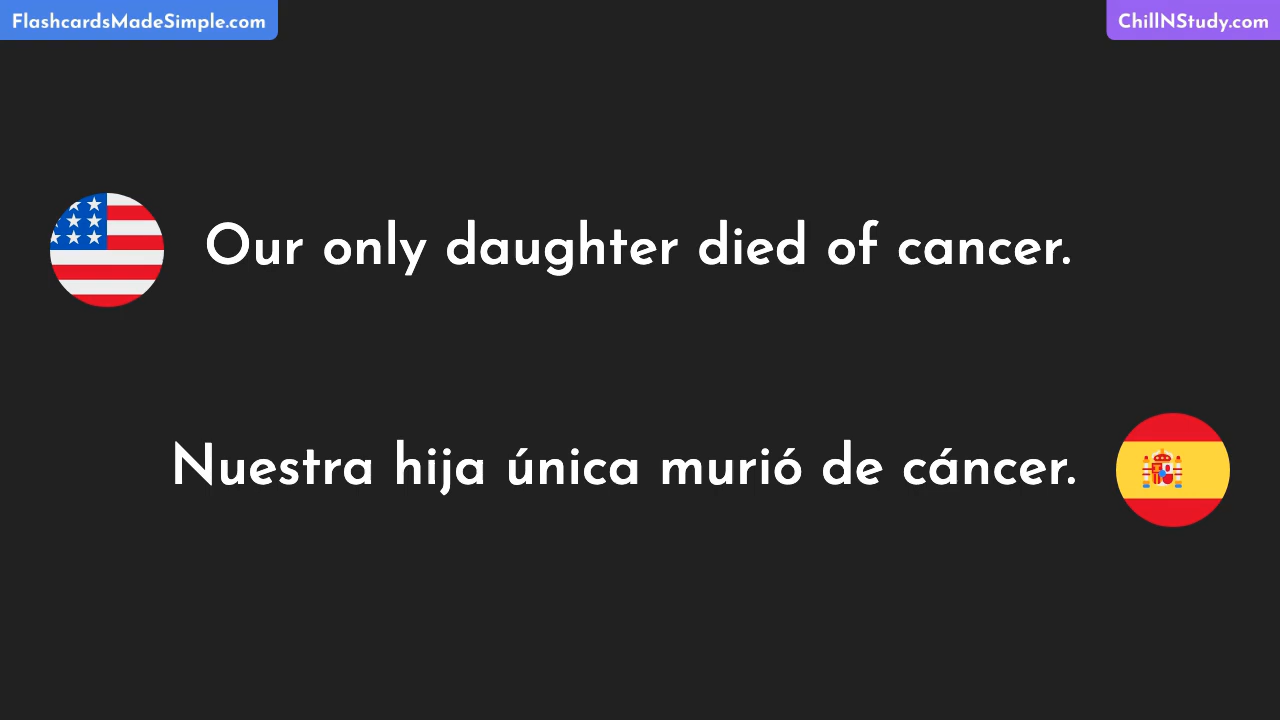 FlashcardsMadeSimple.com
ChillNStudy.com
Our only daughter died of cancer.
Nuestra hija única murió de cáncer.